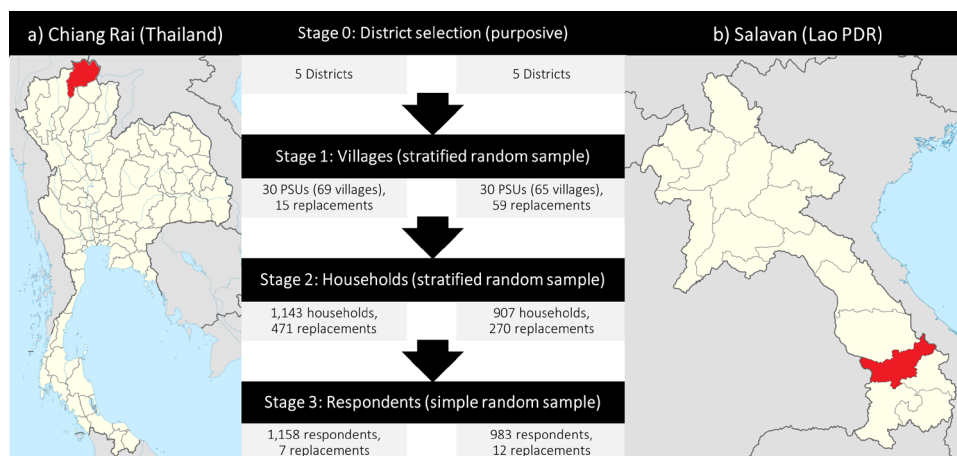 a) Chiang Rai (Thailand)
Stage 0: District selection (purposive)
b) Salavan (Lao PDR)
5 Districts
5 Districts
Stage 1: Villages (stratified random sample)
30 PSUs (69 villages),
15 replacements
30 PSUs (65 villages),
59 replacements
Stage 2: Households (stratified random sample)
1,143 households,
471 replacements
907 households,
270 replacements
Stage 3: Respondents (simple random sample)
1,158 respondents,
7 replacements
983 respondents,
12 replacements